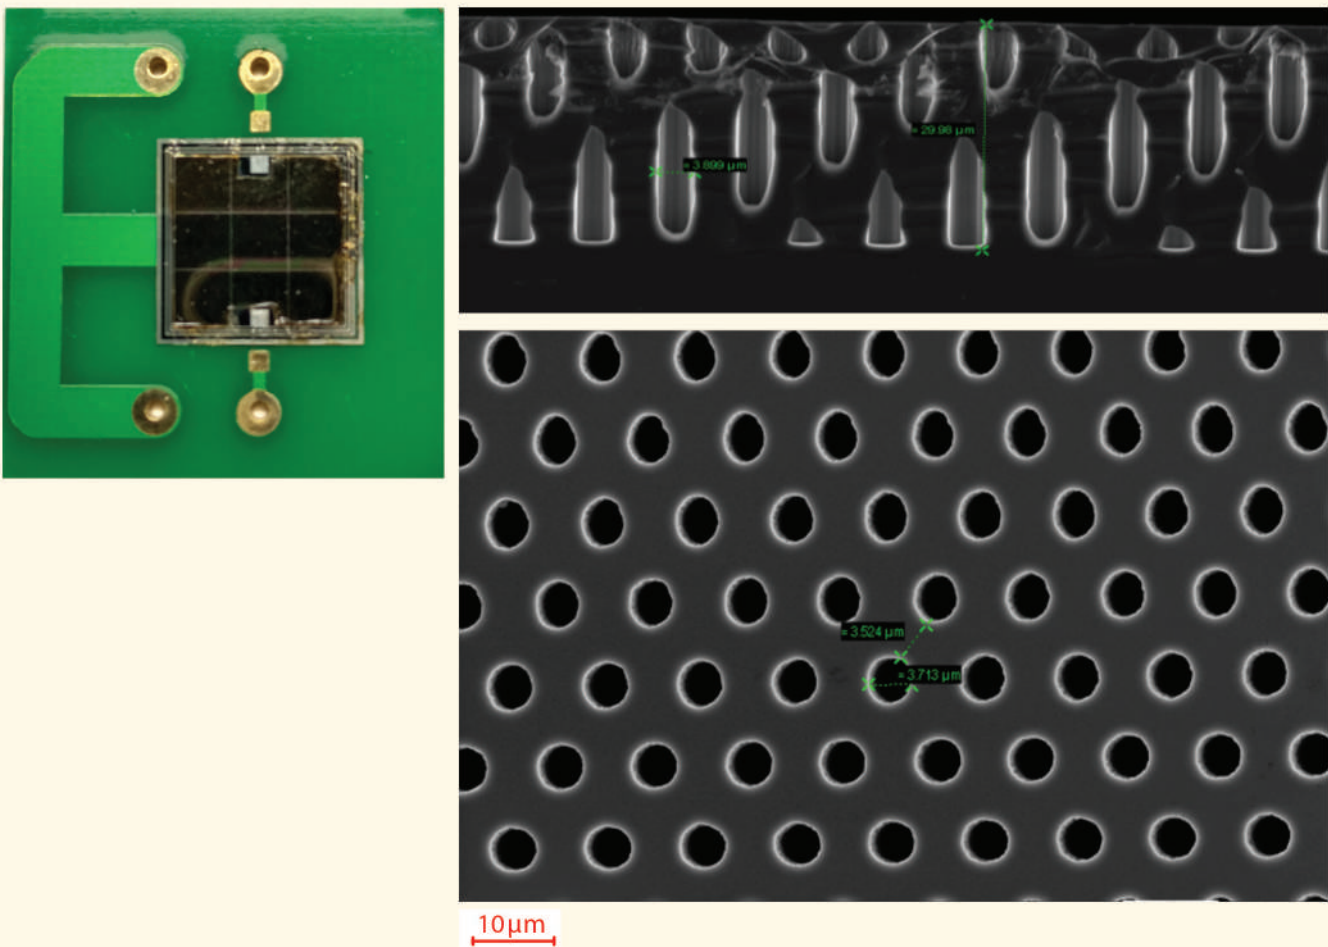 = 29.98 µm
= 3.899 µm
= 3.524 µm
= 3.713 µm
10µm